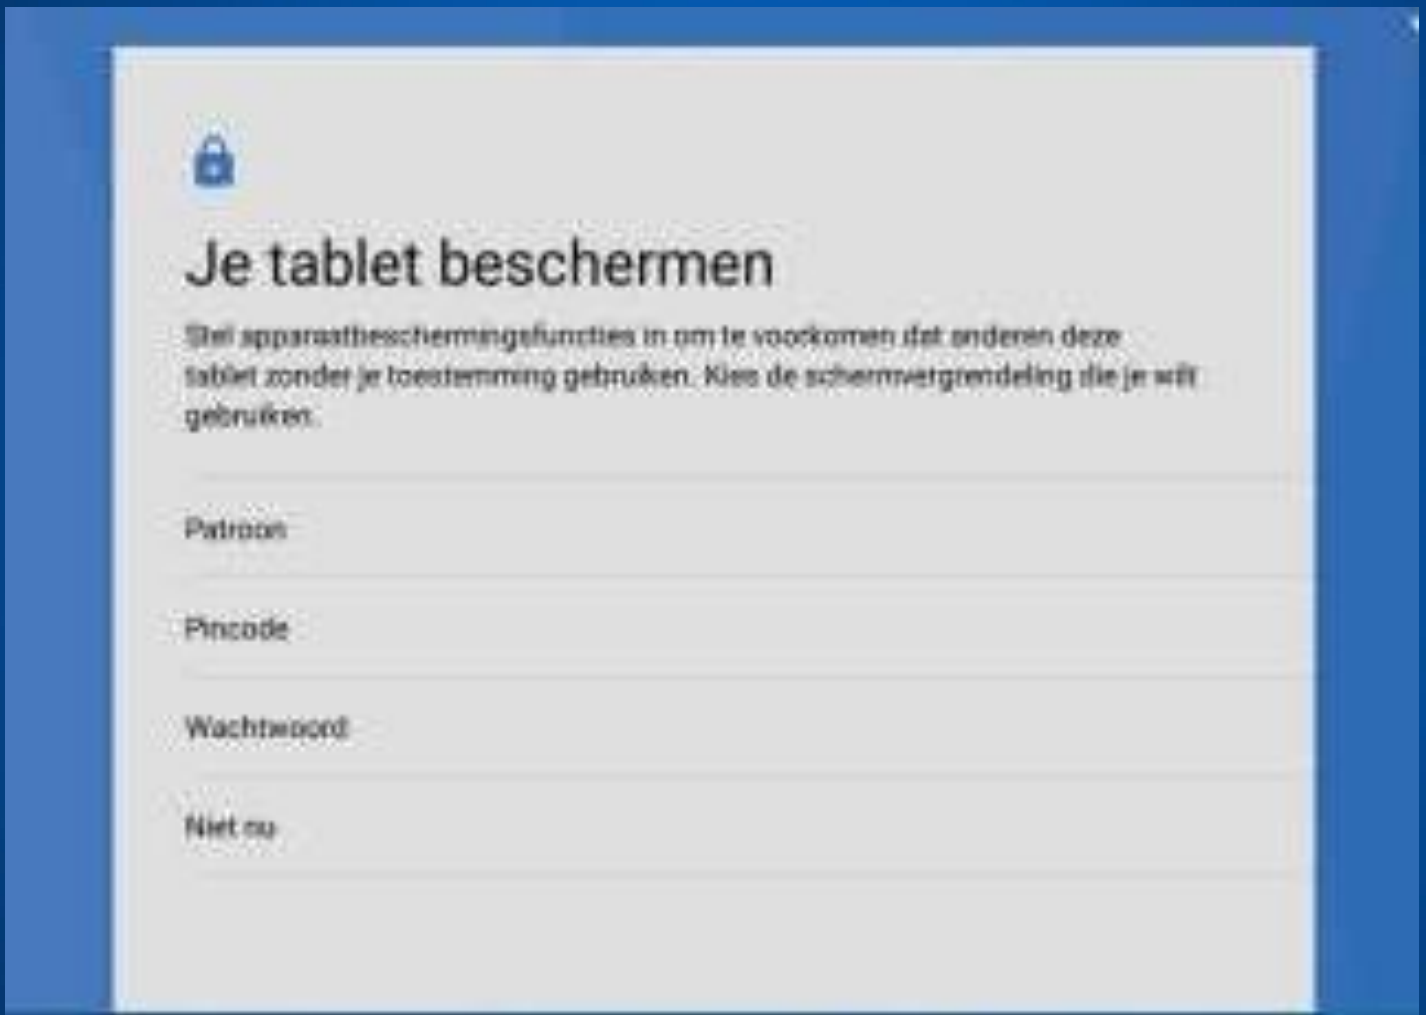 Je tablet beschermen
Stel apparaatbeschermingsfuncties in om te voorkomen dat anderen deze
tablet zonder je toestemming gebruiken. Kies de schermvergrendeling die je wilt
gebruiken.
Patroon
Pincode
Wachtwoord
Niet nu